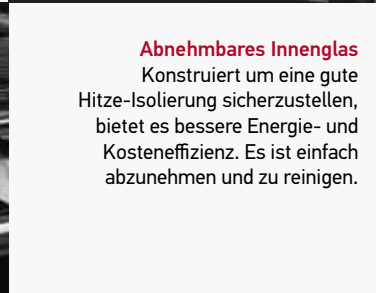 Abnehmbares Innenglas
Konstruiert um eine gute
Hitze-Isolierung sicherzustellen,
bietet es bessere Energie- und
Kosteneffizienz. Es ist einfach
abzunehmen und zu reinigen.